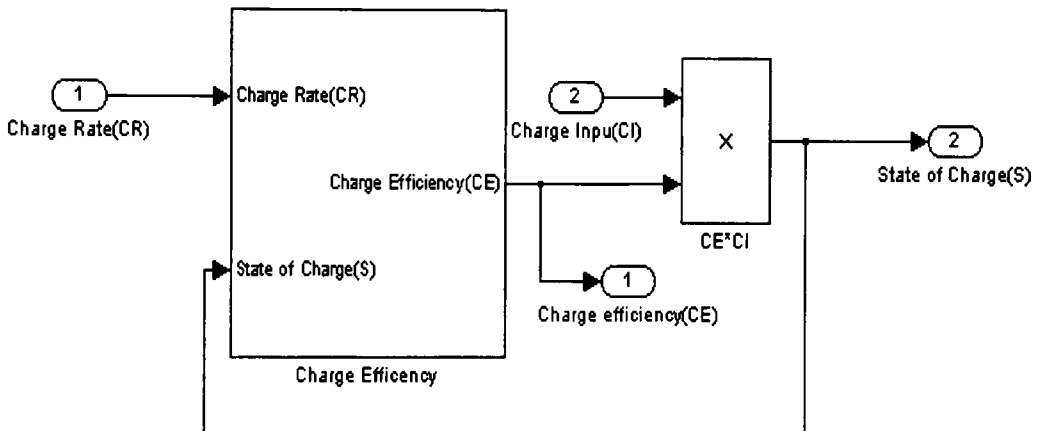 1
Charge Rate(CR)
Charge Rate(CR)
Charge Efficiency(CE)
State of Charge(S)
Charge Efficency
2
Charge Inpu(CI)
X
CE*CI
1
Charge efficiency(CE)
2
State of Charge(S)